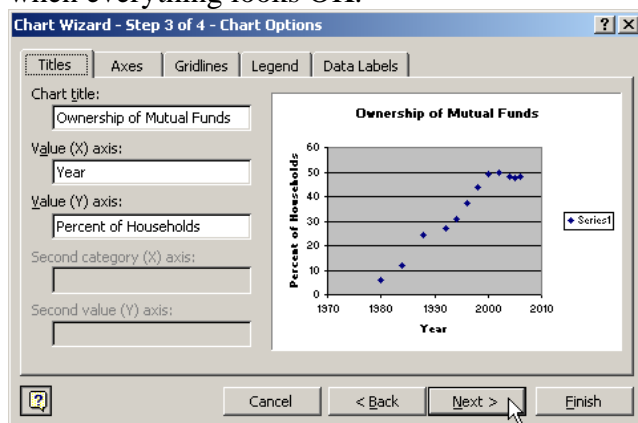 when everything looks OK.
Chart Wizard - Step 3 of 4 - Chart Options
Titles Axes Gridlines Legend Data Labels
Chart title:
Ownership of Mutual Funds
Value (X) axis:
Year
Value (Y) axis:
Percent of Households
Second category (X) axis:
Second value (Y) axis:
Ownership of Mutual Funds
Percent of Households
60
50
40
30
20
10
0
1970 1980 1990 2000 2010
Year
Series1
Cancel < Back Next > Finish